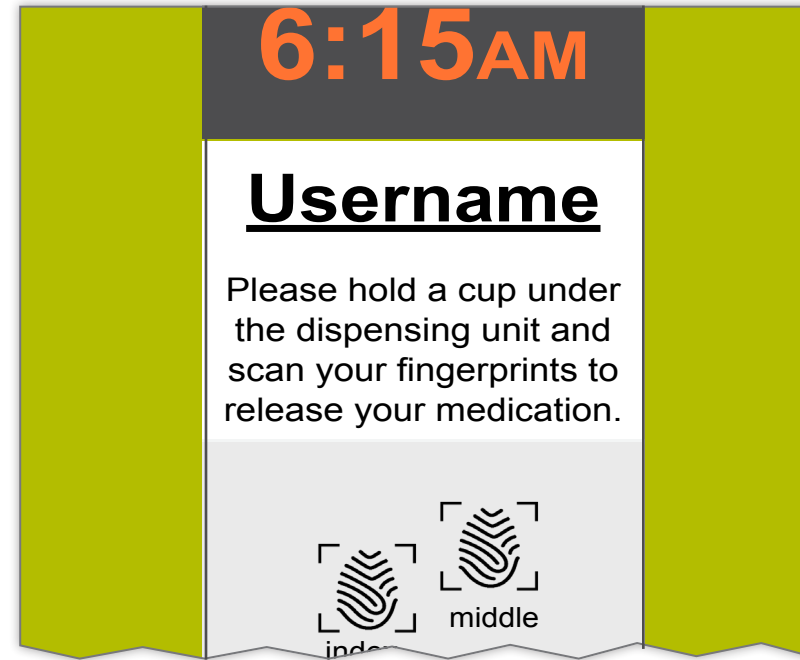 6:15AM
Username
Please hold a cup under
the dispensing unit and
scan your fingerprints to
release your medication.
middle